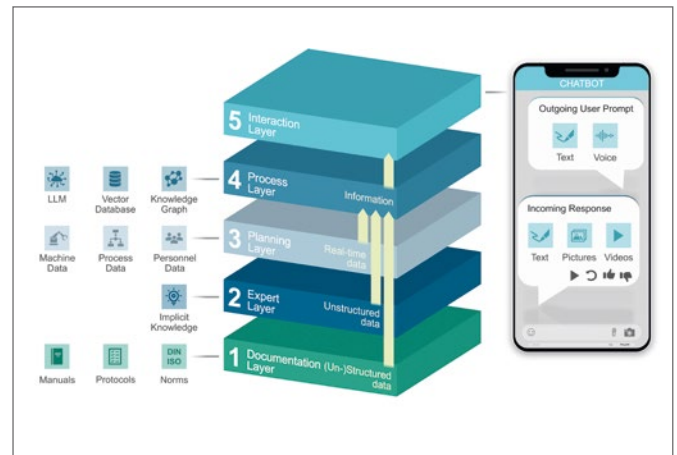 CHATBOT
Outgoing User Prompt
Text
Voice
Incoming Response
Text
Pictures
Videos
5 Interaction
Layer
4 Process
Layer
Information
LLM
Vector
Database
Knowledge
Graph
3 Planning
Layer
Real-time
data
Machine
Data
Process
Data
Personnel
Data
2 Expert
Layer
Unstructured
data
Implicit
Knowledge
1 Documentation
Layer
(Un-)Structured
data
Manuals
Protocols
DIN
ISO
Norms